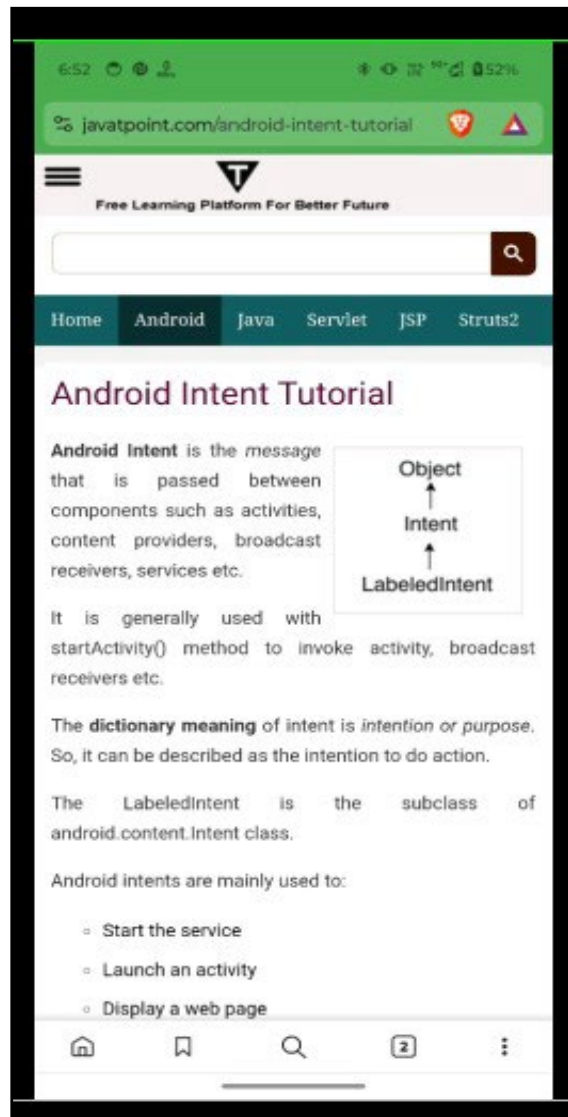 6:52
52%
javatpoint.com/android-intent-tutorial
T
Free Learning Platform For Better Future
Home Android Java Servlet JSP Struts2
Android Intent Tutorial
Android Intent is the message
that is passed between
components such as activities,
content providers, broadcast
receivers, services etc.
Object
Intent
LabeledIntent
It is generally used with
startActivity() method to invoke activity, broadcast
receivers etc.
The dictionary meaning of intent is intention or purpose.
So, it can be described as the intention to do action.
The LabeledIntent is the subclass of
android.content.Intent class.
Android intents are mainly used to:
Start the service
Launch an activity
Display a web page
2